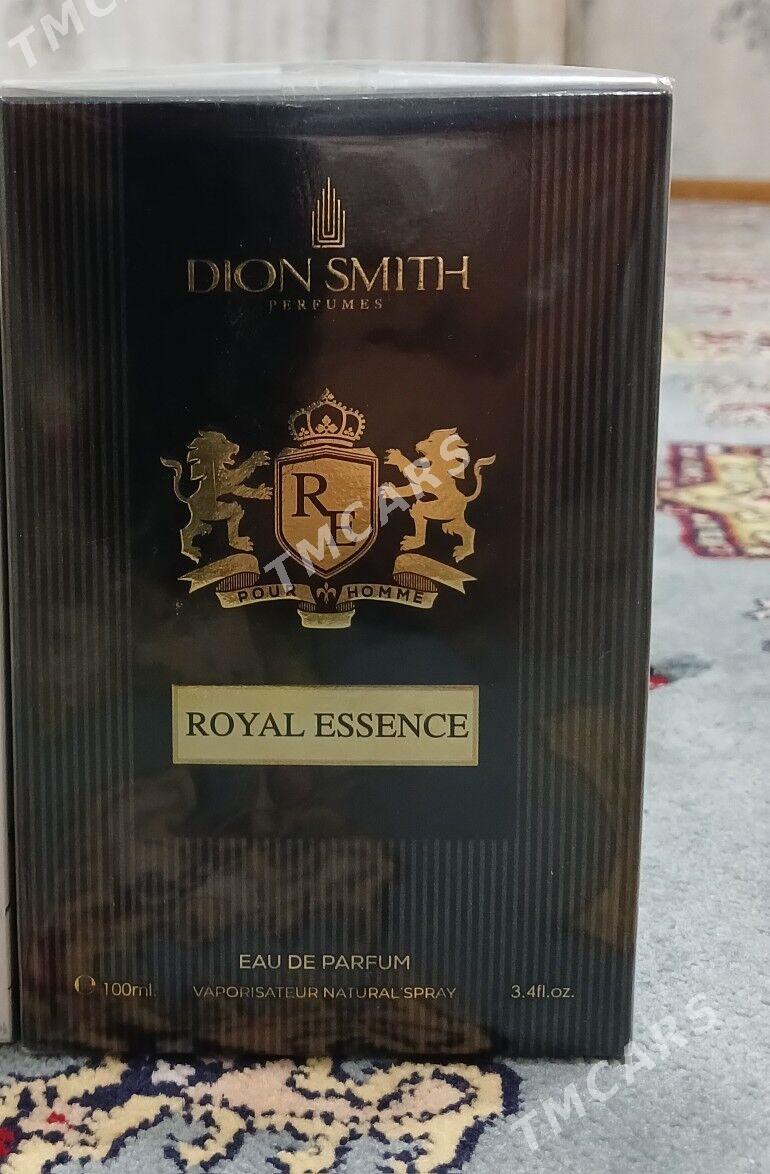 TMCARS
DION SMITH
PERFUMES
RE
TMCARS
POUR HOMME
ROYAL ESSENCE
EAU DE PARFUM
℮ 100ml. VAPORISATEUR NATURAL SPRAY 3.4fl.oz.
TMCARS